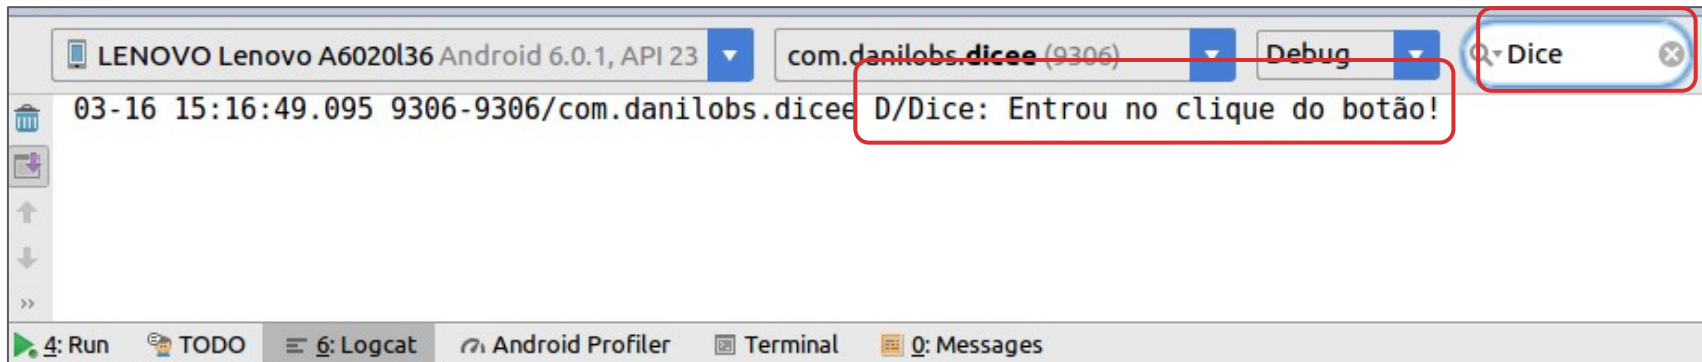 LENOVO Lenovo A6020l36 Android 6.0.1, API 23 com.danilobs.dicee (9306) Debug Dice
03-16 15:16:49.095 9306-9306/com.danilobs.dicee D/Dice: Entrou no clique do botão!
4: Run TODO 6: Logcat Android Profiler Terminal 0: Messages